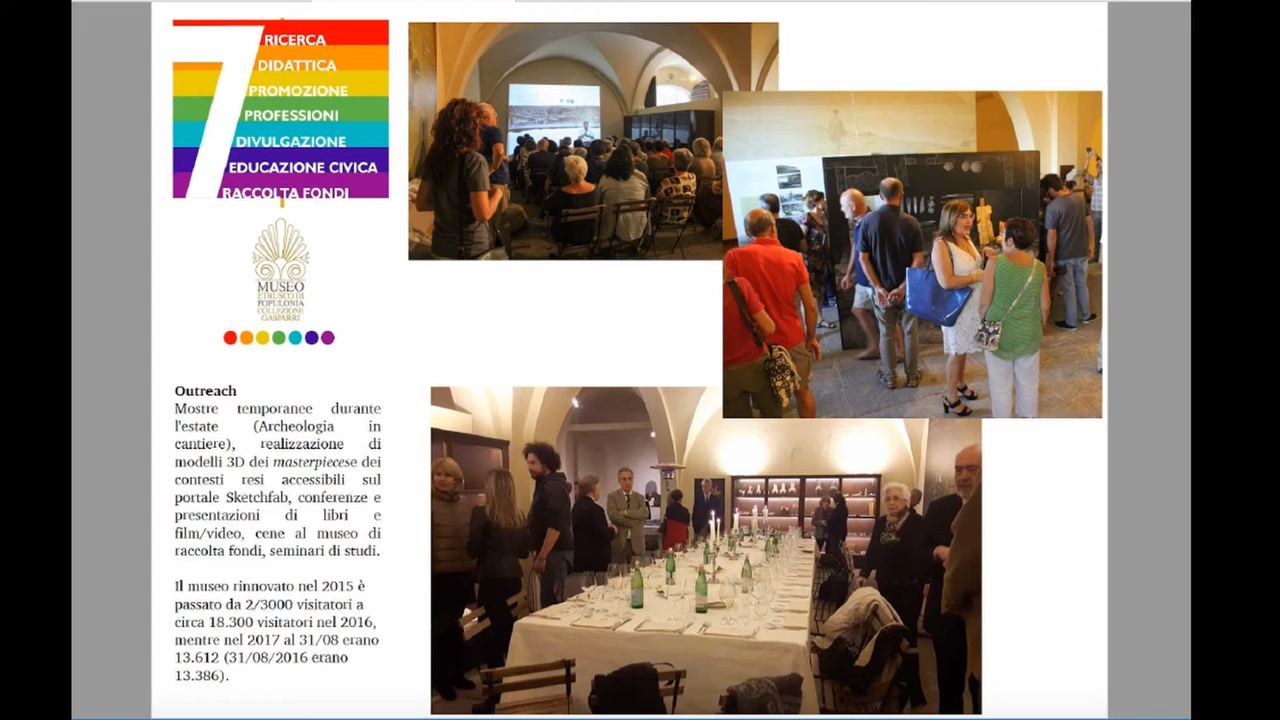 7
RICERCA
DIDATTICA
PROMOZIONE
PROFESSIONI
DIVULGAZIONE
EDUCAZIONE CIVICA
RACCOLTA FONDI
MUSEO
ETRUSCO DI
POPULONIA
COLLEZIONE
GASPARRI
Outreach
Mostre temporanee durante
l'estate (Archeologia in
cantiere), realizzazione di
modelli 3D dei masterpiecese dei
contesti resi accessibili sul
portale Sketchfab, conferenze e
presentazioni di libri e
film/video, cene al museo di
raccolta fondi, seminari di studi.
Il museo rinnovato nel 2015 è
passato da 2/3000 visitatori a
circa 18.300 visitatori nel 2016,
mentre nel 2017 al 31/08 erano
13.612 (31/08/2016 erano
13.386).